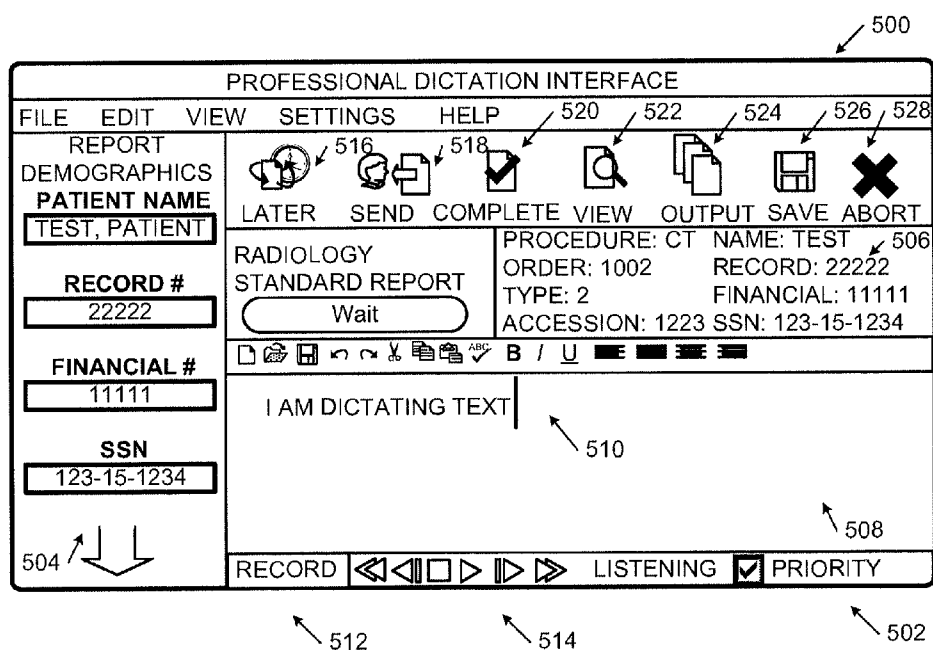 500
PROFESSIONAL DICTATION INTERFACE
FILE EDIT VIEW SETTINGS HELP 520 522 524 526 528
REPORT
DEMOGRAPHICS
PATIENT NAME
TEST, PATIENT
RECORD #
22222
FINANCIAL #
11111
SSN
123-15-1234
504
516 518
LATER SEND COMPLETE VIEW OUTPUT SAVE ABORT
RADIOLOGY
STANDARD REPORT
Wait
PROCEDURE: CT NAME: TEST 506
ORDER: 1002 RECORD: 22222
TYPE: 2 FINANCIAL: 11111
ACCESSION: 1223 SSN: 123-15-1234
ABC B I U
I AM DICTATING TEXT
510
508
RECORD LISTENING PRIORITY
512 514 502